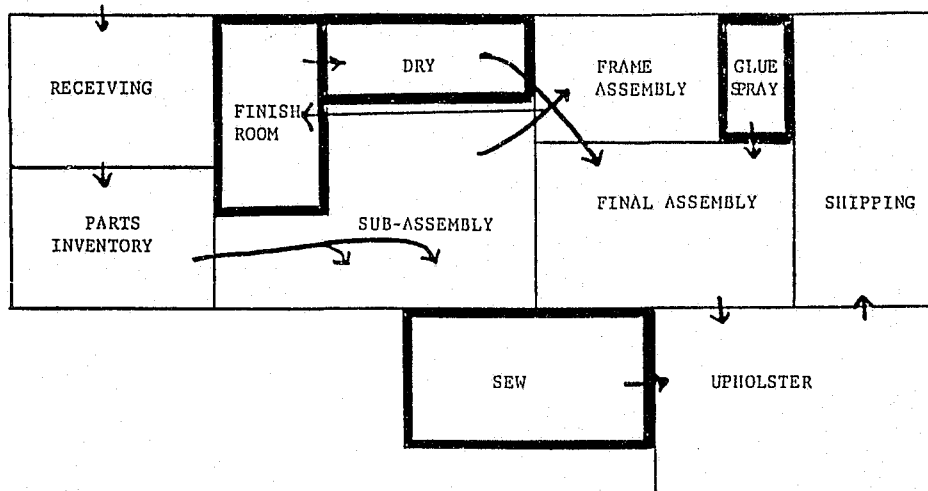 RECEIVING
FINISH
ROOM
DRY
FRAME
ASSEMBLY
GLUE
SPRAY
PARTS
INVENTORY
SUB-ASSEMBLY
FINAL ASSEMBLY
SHIPPING
SEW
UPHOLSTER